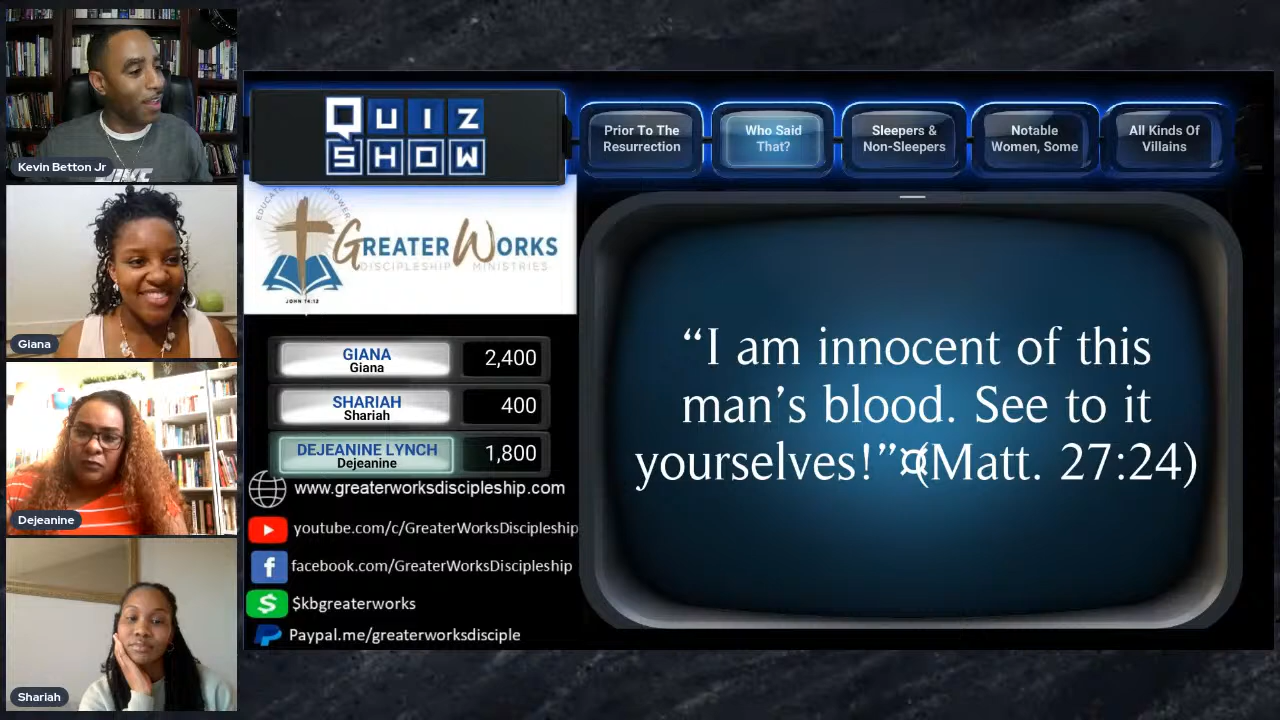 Kevin Betton Jr
Giana
Dejeanine
Shariah
QUIZ
SHOW
EDUCATE
EMPOWER
GREATER WORKS
DISCIPLESHIP MINISTRIES
JOHN 14:12
GIANA
Giana
2,400
SHARIAH
Shariah
400
DEJEANINE LYNCH
Dejeanine
1,800
www.greaterworksdiscipleship.com
youtube.com/c/GreaterWorksDiscipleship
facebook.com/GreaterWorksDiscipleship
$kbgreaterworks
Paypal.me/greaterworksdisciple
Prior To The
Resurrection
Who Said
That?
Sleepers &
Non-Sleepers
Notable
Women, Some
All Kinds Of
Villains
“I am innocent of this
man’s blood. See to it
yourselves!”¤(Matt. 27:24)